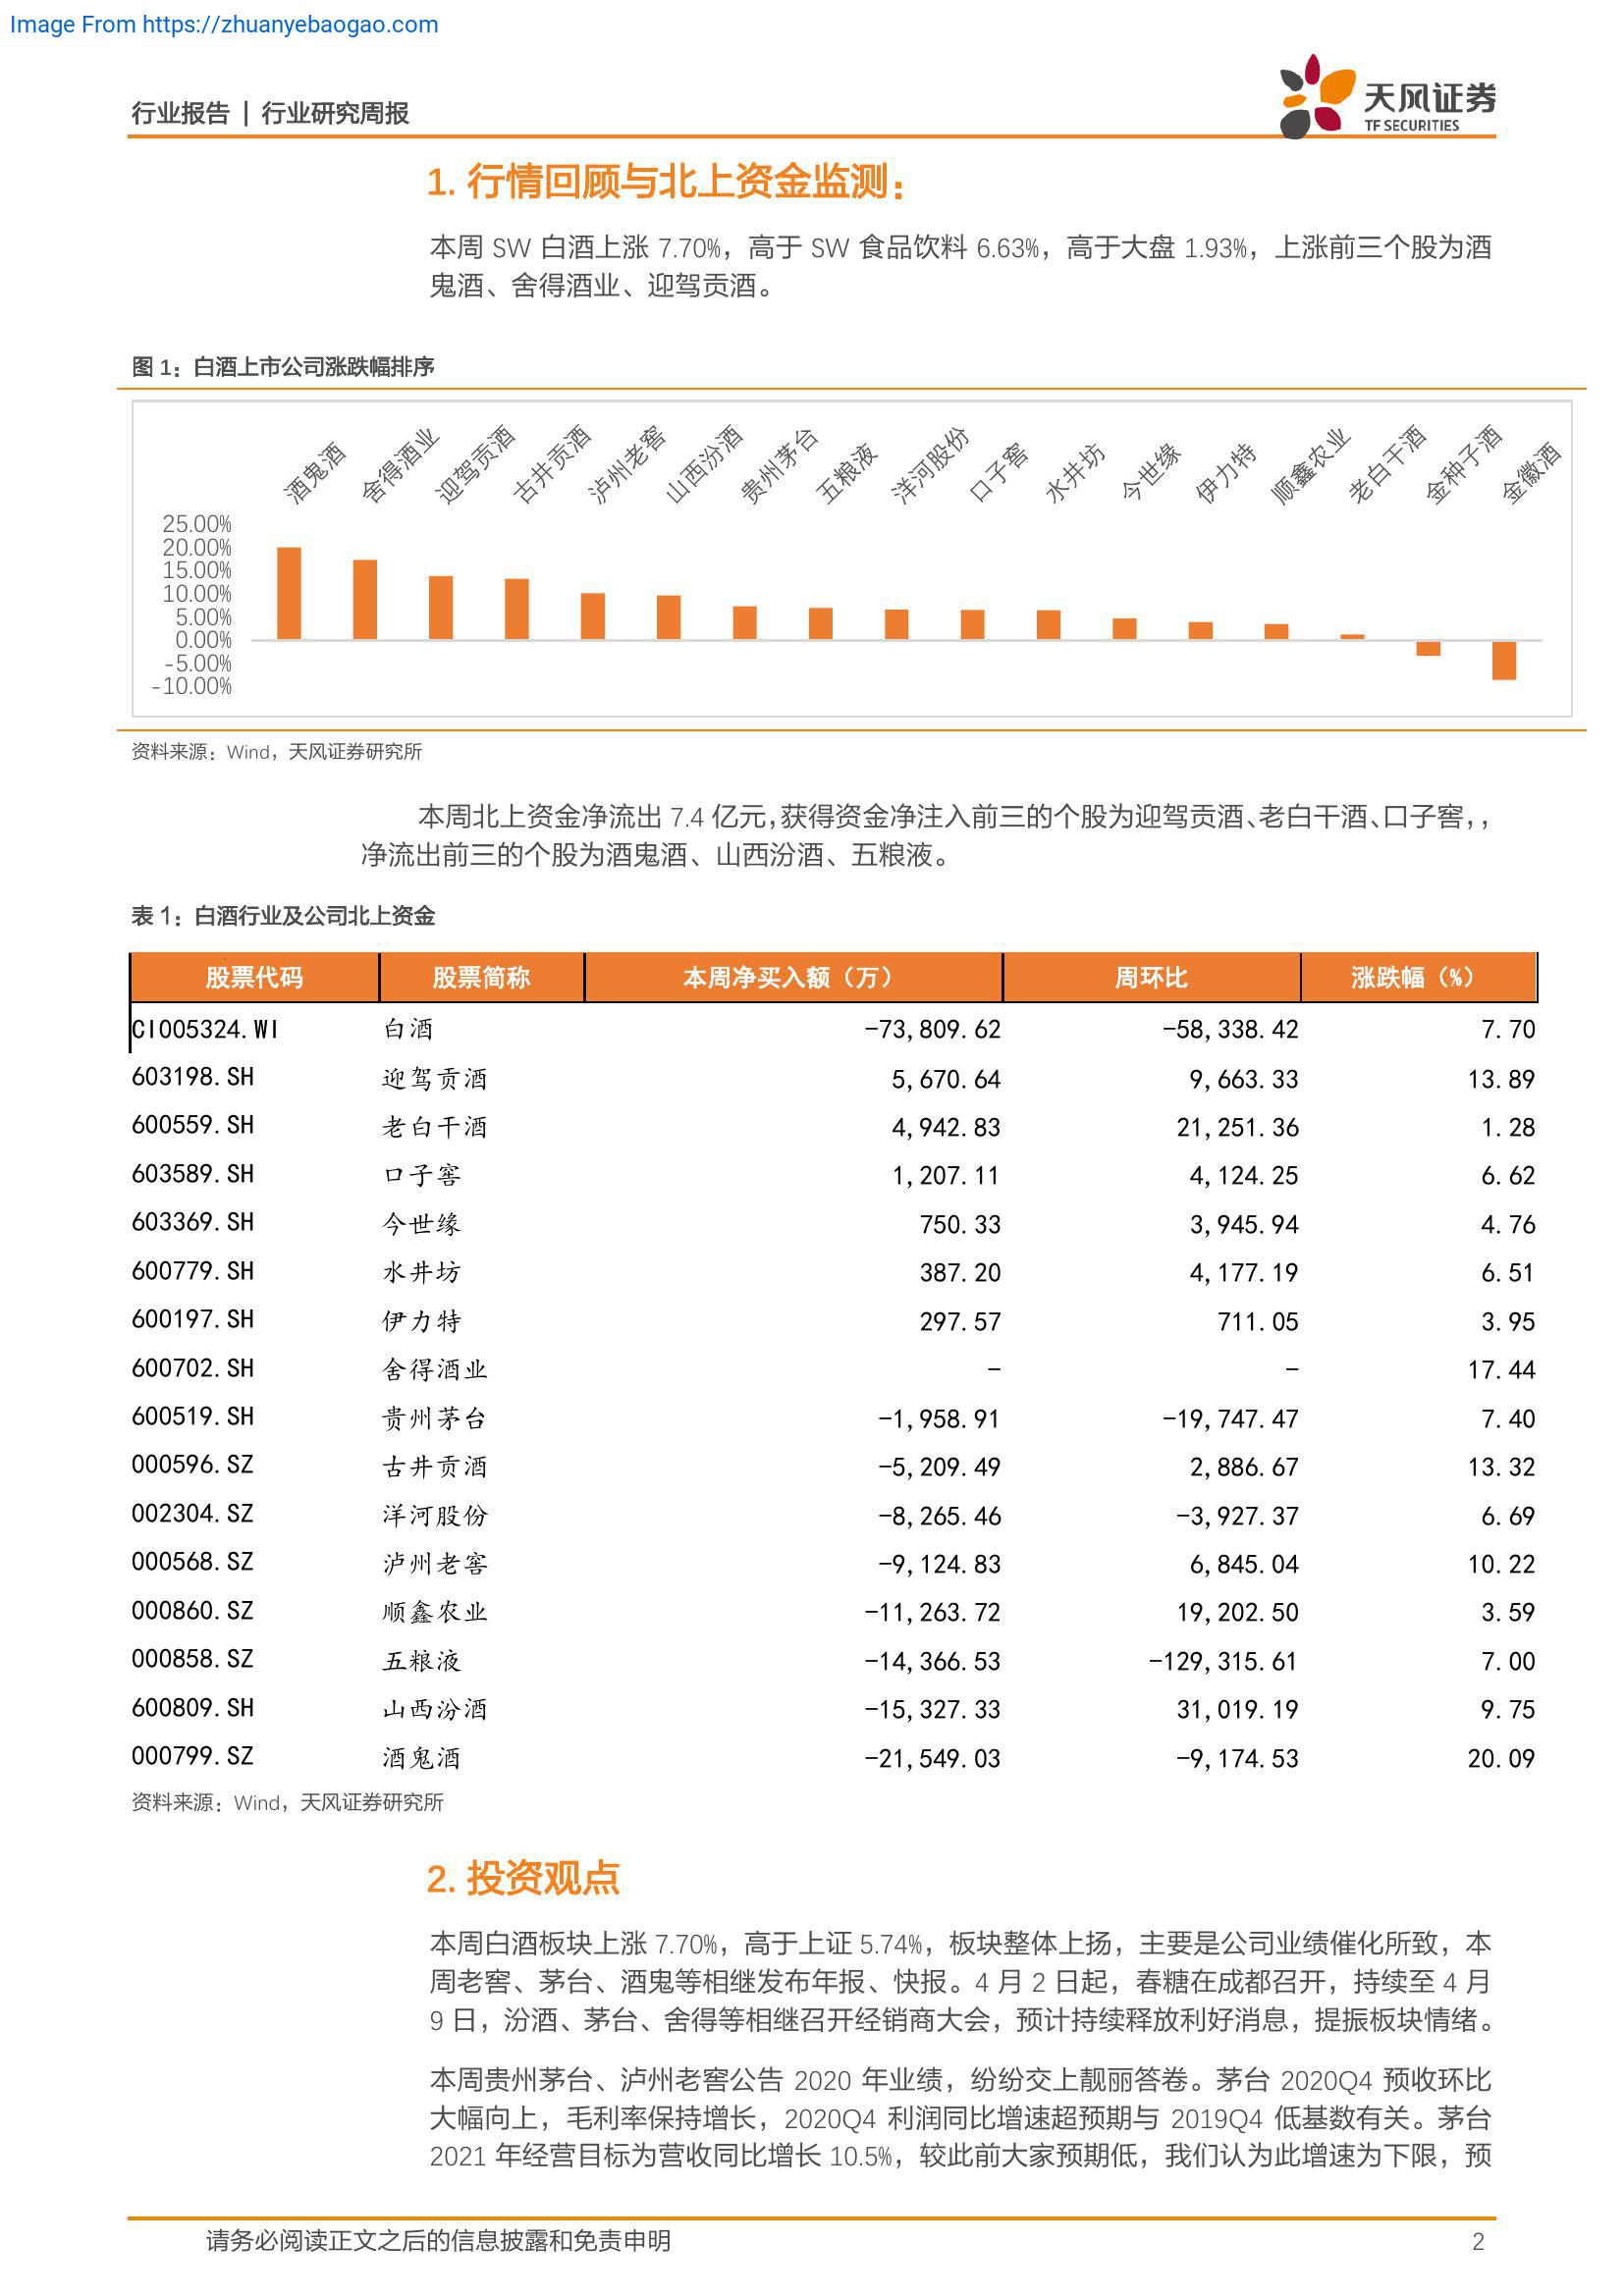 Image From https://zhuanyebaogao.com
行业报告 | 行业研究周报
天风证券
TF SECURITIES
1. 行情回顾与北上资金监测：
本周 SW 白酒上涨 7.70%，高于 SW 食品饮料 6.63%，高于大盘 1.93%，上涨前三个股为酒
鬼酒、舍得酒业、迎驾贡酒。
图 1：白酒上市公司涨跌幅排序
酒鬼酒 舍得酒业 迎驾贡酒 古井贡酒 泸州老窖 山西汾酒 贵州茅台 五粮液 洋河股份 口子窖 水井坊 今世缘 伊力特 顺鑫农业 老白干酒 金种子酒 金徽酒
25.00%
20.00%
15.00%
10.00%
5.00%
0.00%
-5.00%
-10.00%
资料来源：Wind，天风证券研究所
本周北上资金净流出 7.4 亿元，获得资金净注入前三的个股为迎驾贡酒、老白干酒、口子窖，，
净流出前三的个股为酒鬼酒、山西汾酒、五粮液。
表 1：白酒行业及公司北上资金
股票代码 股票简称 本周净买入额（万） 周环比 涨跌幅（%）
CI005324.WI 白酒 -73,809.62 -58,338.42 7.70
603198.SH 迎驾贡酒 5,670.64 9,663.33 13.89
600559.SH 老白干酒 4,942.83 21,251.36 1.28
603589.SH 口子窖 1,207.11 4,124.25 6.62
603369.SH 今世缘 750.33 3,945.94 4.76
600779.SH 水井坊 387.20 4,177.19 6.51
600197.SH 伊力特 297.57 711.05 3.95
600702.SH 舍得酒业 - - 17.44
600519.SH 贵州茅台 -1,958.91 -19,747.47 7.40
000596.SZ 古井贡酒 -5,209.49 2,886.67 13.32
002304.SZ 洋河股份 -8,265.46 -3,927.37 6.69
000568.SZ 泸州老窖 -9,124.83 6,845.04 10.22
000860.SZ 顺鑫农业 -11,263.72 19,202.50 3.59
000858.SZ 五粮液 -14,366.53 -129,315.61 7.00
600809.SH 山西汾酒 -15,327.33 31,019.19 9.75
000799.SZ 酒鬼酒 -21,549.03 -9,174.53 20.09
资料来源：Wind，天风证券研究所
2. 投资观点
本周白酒板块上涨 7.70%，高于上证 5.74%，板块整体上扬，主要是公司业绩催化所致，本
周老窖、茅台、酒鬼等相继发布年报、快报。4 月 2 日起，春糖在成都召开，持续至 4 月
9 日，汾酒、茅台、舍得等相继召开经销商大会，预计持续释放利好消息，提振板块情绪。
本周贵州茅台、泸州老窖公告 2020 年业绩，纷纷交上靓丽答卷。茅台 2020Q4 预收环比
大幅向上，毛利率保持增长，2020Q4 利润同比增速超预期与 2019Q4 低基数有关。茅台
2021 年经营目标为营收同比增长 10.5%，较此前大家预期低，我们认为此增速为下限，预
请务必阅读正文之后的信息披露和免责申明
2